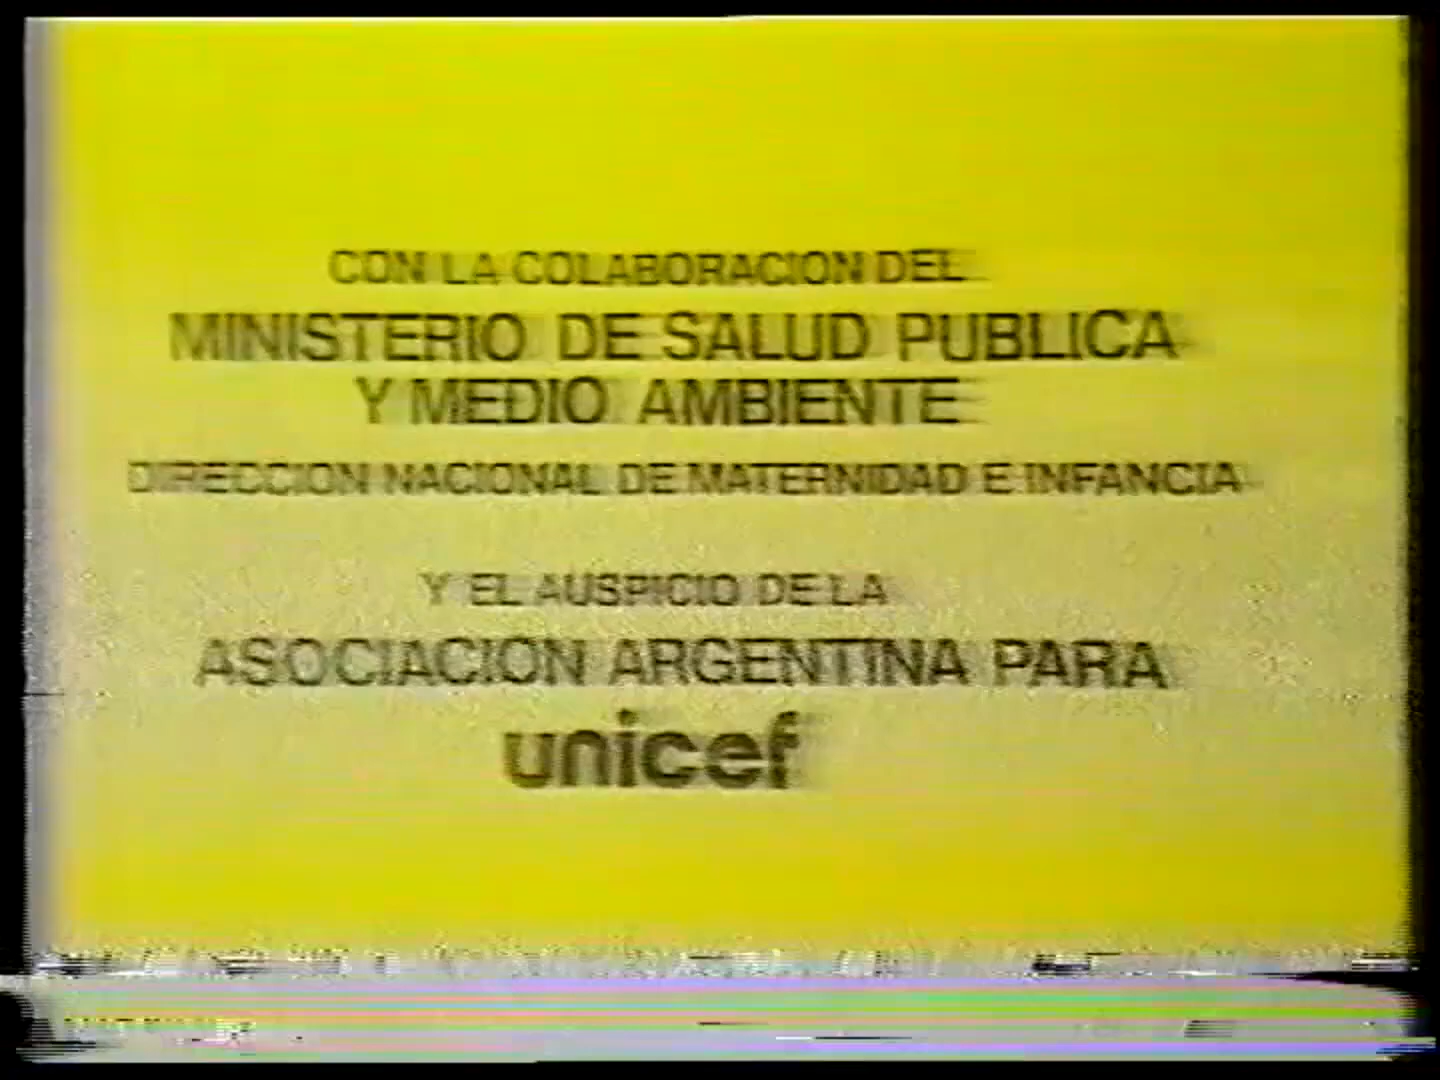 CON LA COLABORACION DEL
MINISTERIO DE SALUD PUBLICA
Y MEDIO AMBIENTE
DIRECCION NACIONAL DE MATERNIDAD E INFANCIA
Y EL AUSPICIO DE LA
ASOCIACION ARGENTINA PARA
unicef